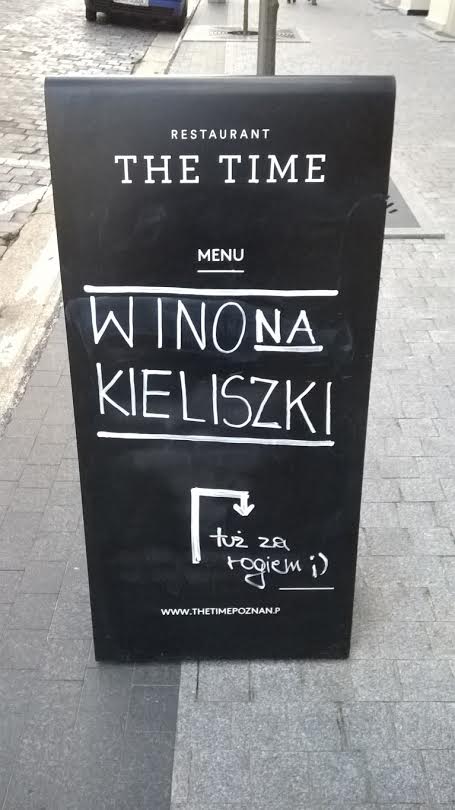 RESTAURANT
THE TIME
MENU
WINO NA
KIELISZKI
tuż za
rogiem ;)
WWW.THETIMEPOZNAN.P